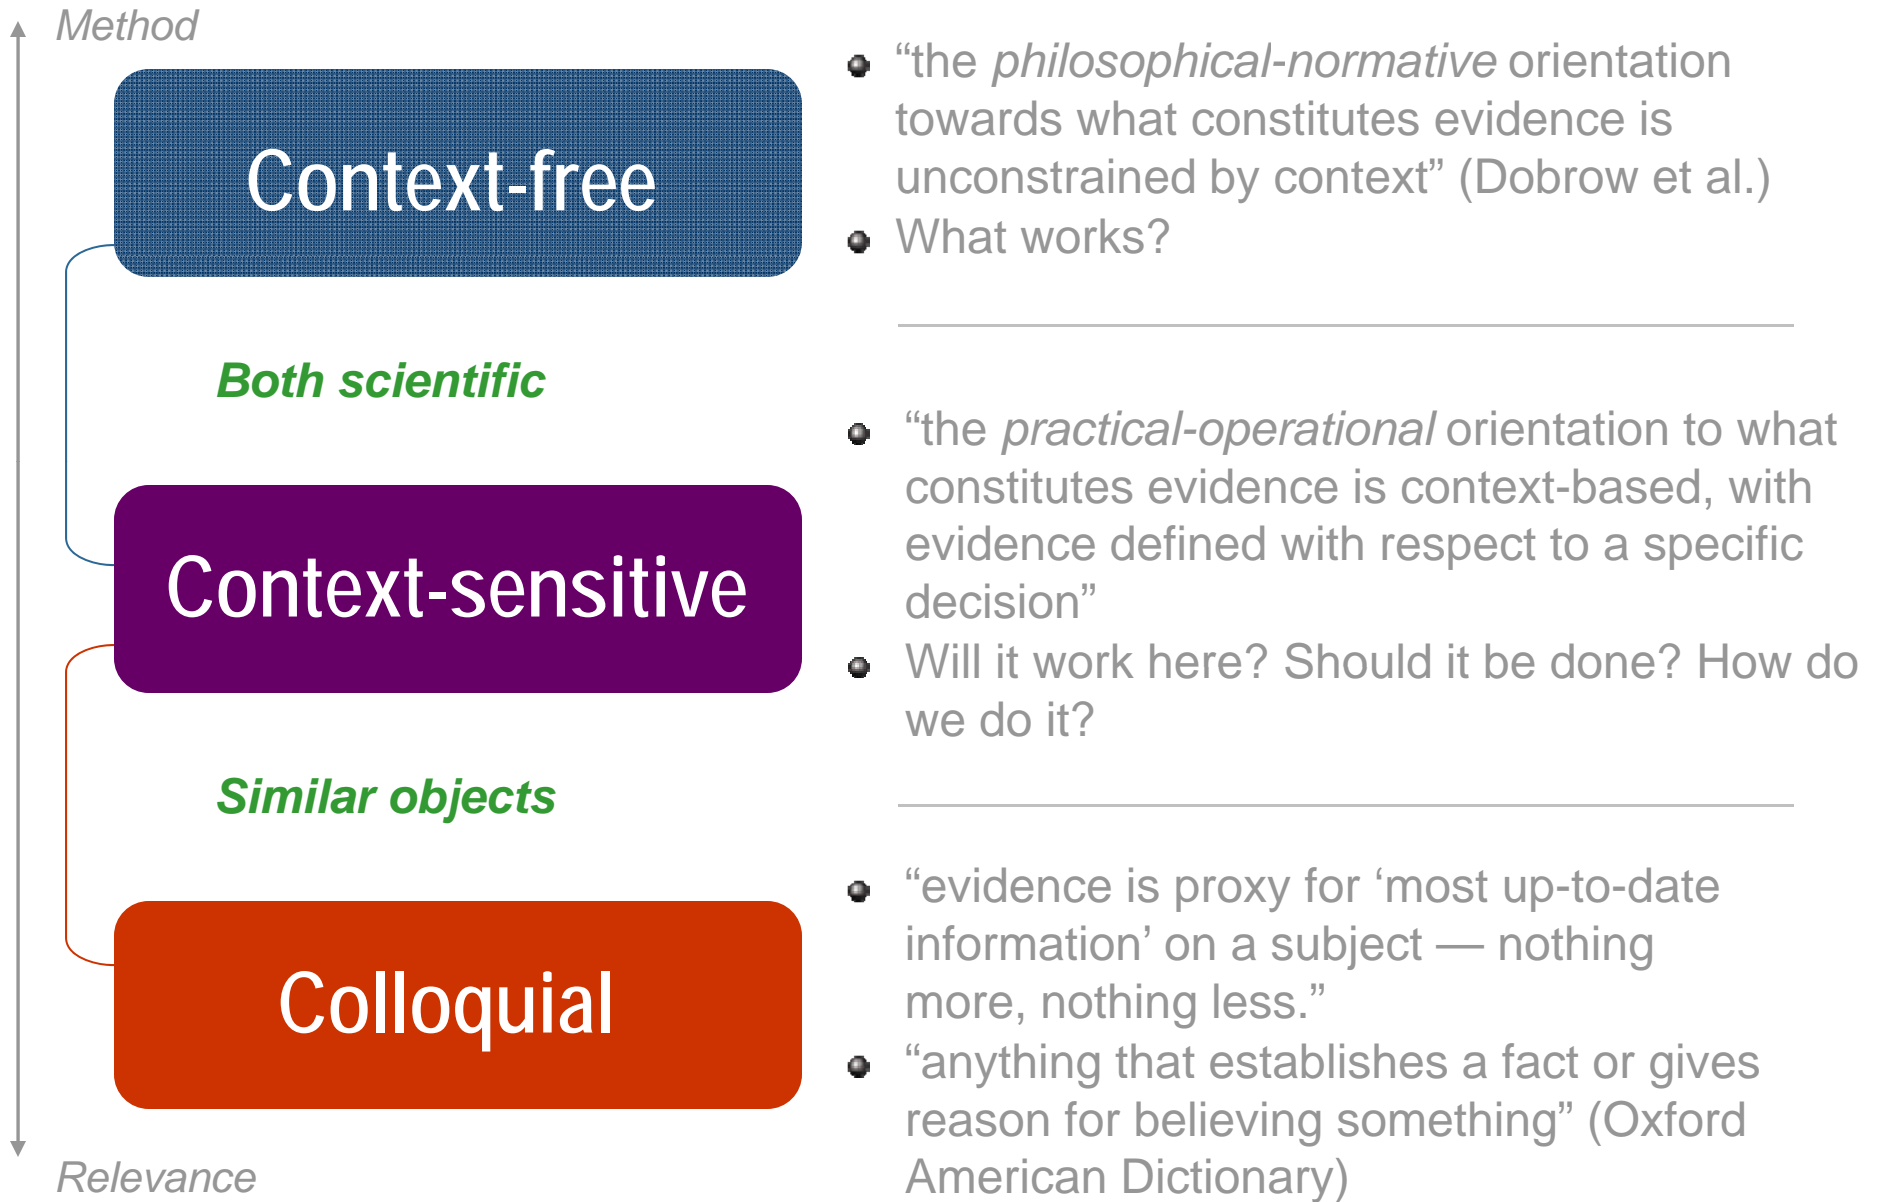 Method
Context-free
“the philosophical-normative orientation
towards what constitutes evidence is
unconstrained by context” (Dobrow et al.)
What works?
Both scientific
Context-sensitive
“the practical-operational orientation to what
constitutes evidence is context-based, with
evidence defined with respect to a specific
decision”
Will it work here? Should it be done? How do
we do it?
Similar objects
Colloquial
“evidence is proxy for ‘most up-to-date
information’ on a subject — nothing
more, nothing less.”
“anything that establishes a fact or gives
reason for believing something” (Oxford
American Dictionary)
Relevance